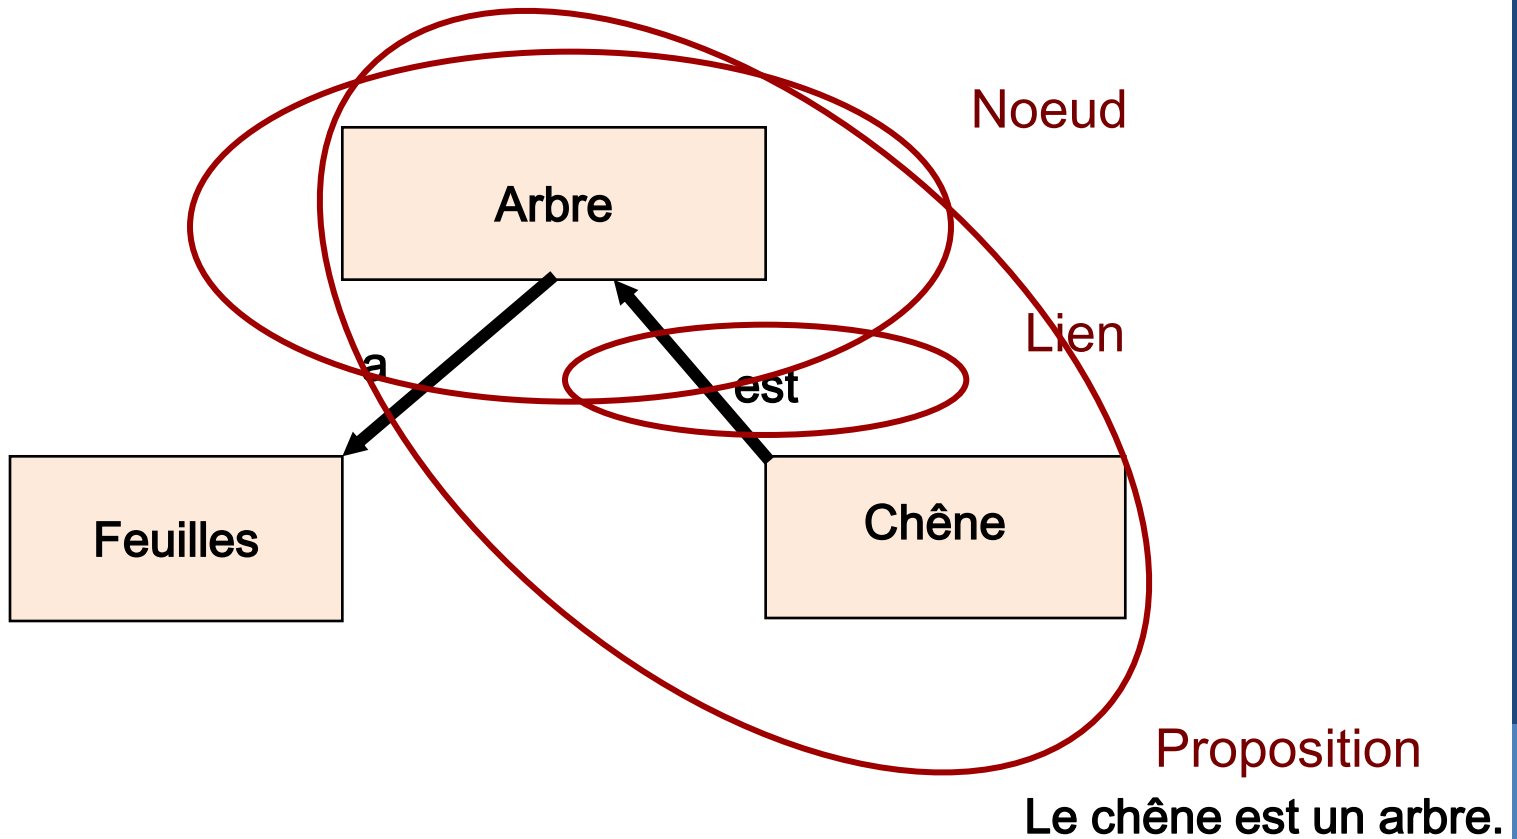 Noeud
Arbre
Lien
a
est
Chêne
Feuilles
Proposition
Le chêne est un arbre.